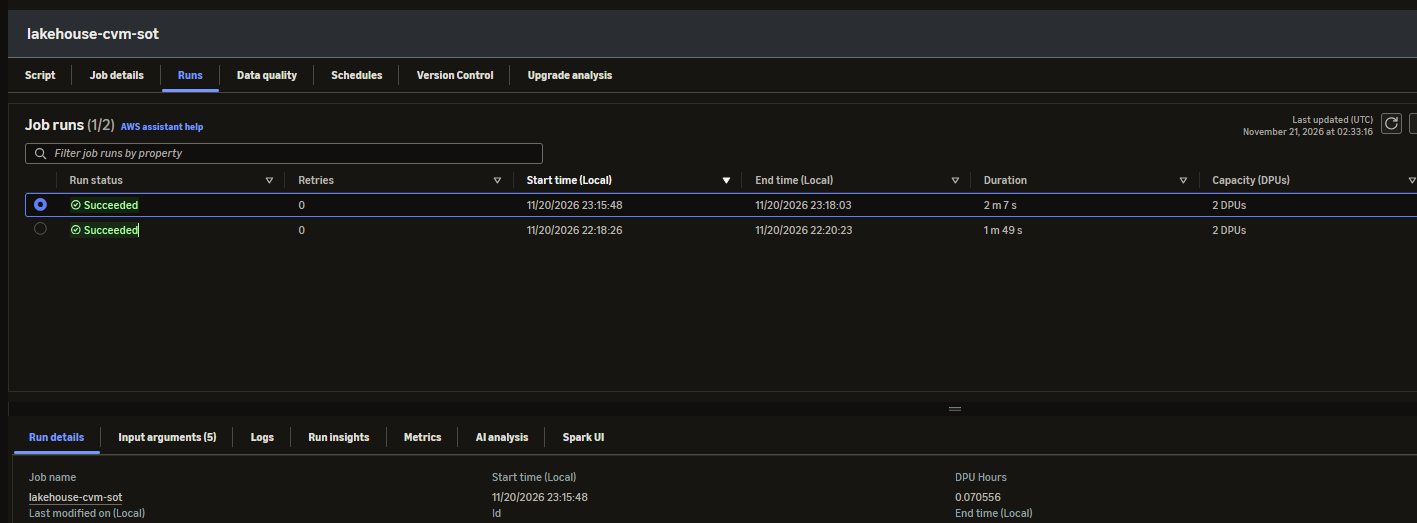 lakehouse-cvm-sot
Script Job details Runs Data quality Schedules Version Control Upgrade analysis
Job runs (1/2) AWS assistant help
Last updated (UTC)
November 21, 2026 at 02:33:16
Filter job runs by property
Run status Retries Start time (Local) End time (Local) Duration Capacity (DPUs)
Succeeded 0 11/20/2026 23:15:48 11/20/2026 23:18:03 2 m 7 s 2 DPUs
Succeeded 0 11/20/2026 22:18:26 11/20/2026 22:20:23 1 m 49 s 2 DPUs
Run details Input arguments (5) Logs Run insights Metrics AI analysis Spark UI
Job name Start time (Local) DPU Hours
lakehouse-cvm-sot 11/20/2026 23:15:48 0.070556
Last modified on (Local) Id End time (Local)